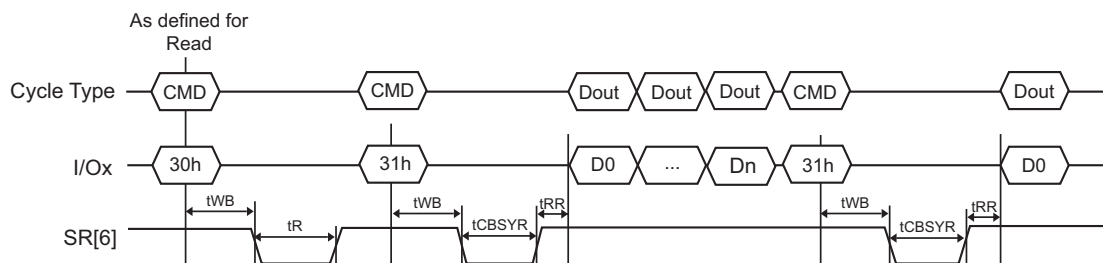 As defined for
Read
Cycle Type CMD CMD Dout Dout Dout CMD Dout
I/Ox 30h 31h D0 ... Dn 31h D0
tWB tR tWB tCBSYR tRR tWB tCBSYR tRR
SR[6]